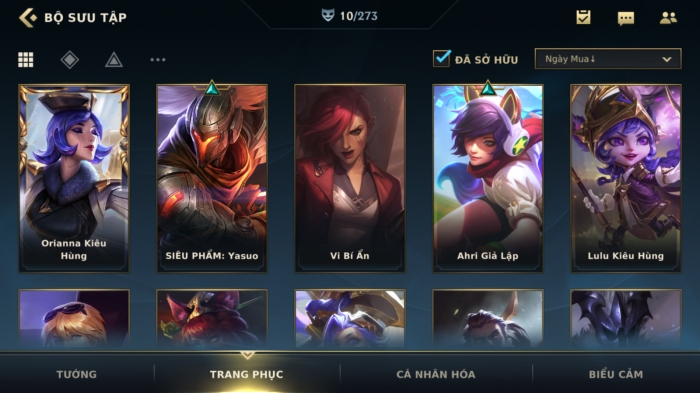 BỘ SƯU TẬP
10/273
ĐÃ SỞ HỮU
Ngày Mua↓
Orianna Kiêu
Hùng
SIÊU PHẨM: Yasuo
Vi Bí Ẩn
Ahri Giả Lập
Lulu Kiêu Hùng
TƯỚNG
TRANG PHỤC
CÁ NHÂN HÓA
BIỂU CẢM